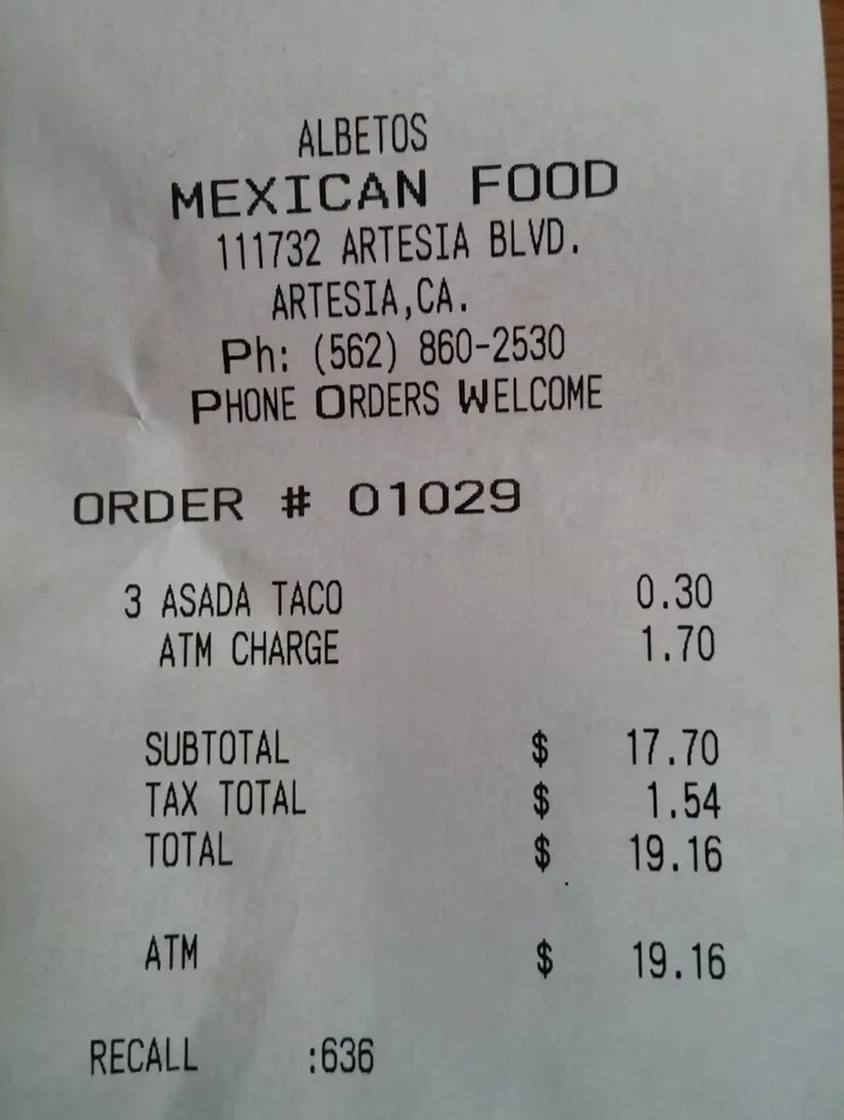 ALBETOS
MEXICAN FOOD
111732 ARTESIA BLVD.
ARTESIA,CA.
Ph: (562) 860-2530
PHONE ORDERS WELCOME
ORDER # 01029
3 ASADA TACO 0.30
ATM CHARGE 1.70
SUBTOTAL $ 17.70
TAX TOTAL $ 1.54
TOTAL $ 19.16
ATM $ 19.16
RECALL :636